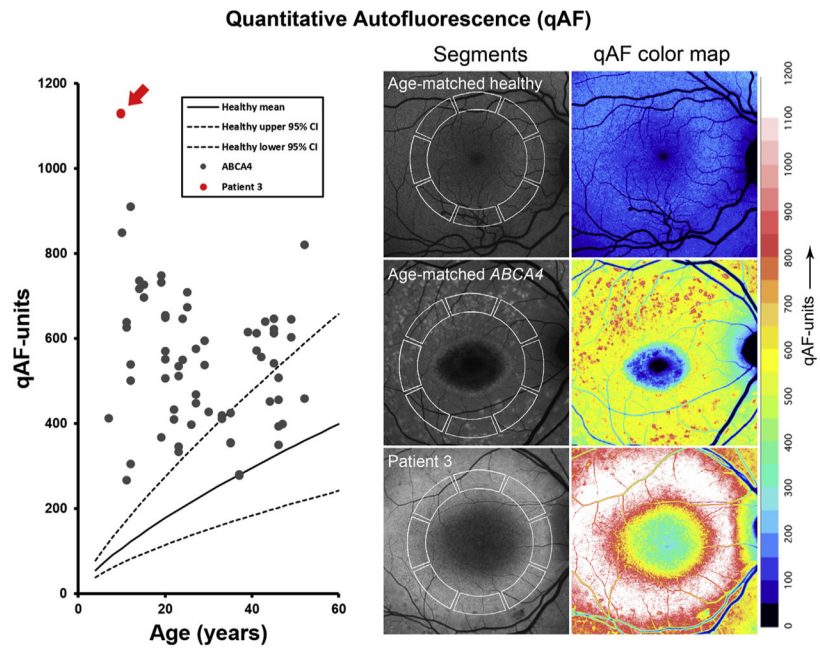 Quantitative Autofluorescence (qAF)
Segments
qAF color map
1200
1000
800
600
400
200
0
qAF-units
0
20
40
60
Age (years)
Healthy mean
Healthy upper 95% CI
Healthy lower 95% CI
ABCA4
Patient 3
Age-matched healthy
Age-matched ABCA4
Patient 3
1200
1100
1000
900
800
700
600
500
400
300
200
100
0
qAF-units